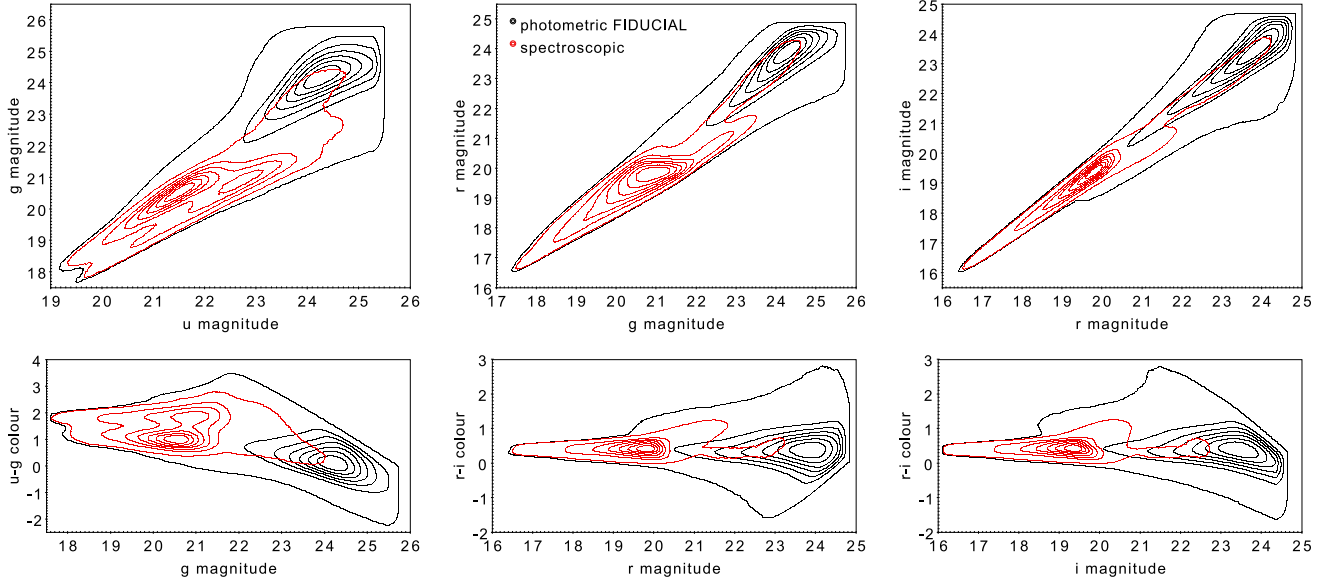 26
25
24
23
22
21
20
19
18
g magnitude
19 20 21 22 23 24 25 26
u magnitude
25
24
23
22
21
20
19
18
17
16
r magnitude
photometric FIDUCIAL
spectroscopic
16 17 18 19 20 21 22 23 24 25 26
g magnitude
25
24
23
22
21
20
19
18
17
16
i magnitude
16 17 18 19 20 21 22 23 24 25
r magnitude
4
3
2
1
0
-1
-2
u-g colour
18 19 20 21 22 23 24 25 26
g magnitude
3
2
1
0
-1
-2
r-i colour
16 17 18 19 20 21 22 23 24 25
r magnitude
3
2
1
0
-1
-2
r-i colour
16 17 18 19 20 21 22 23 24 25
i magnitude